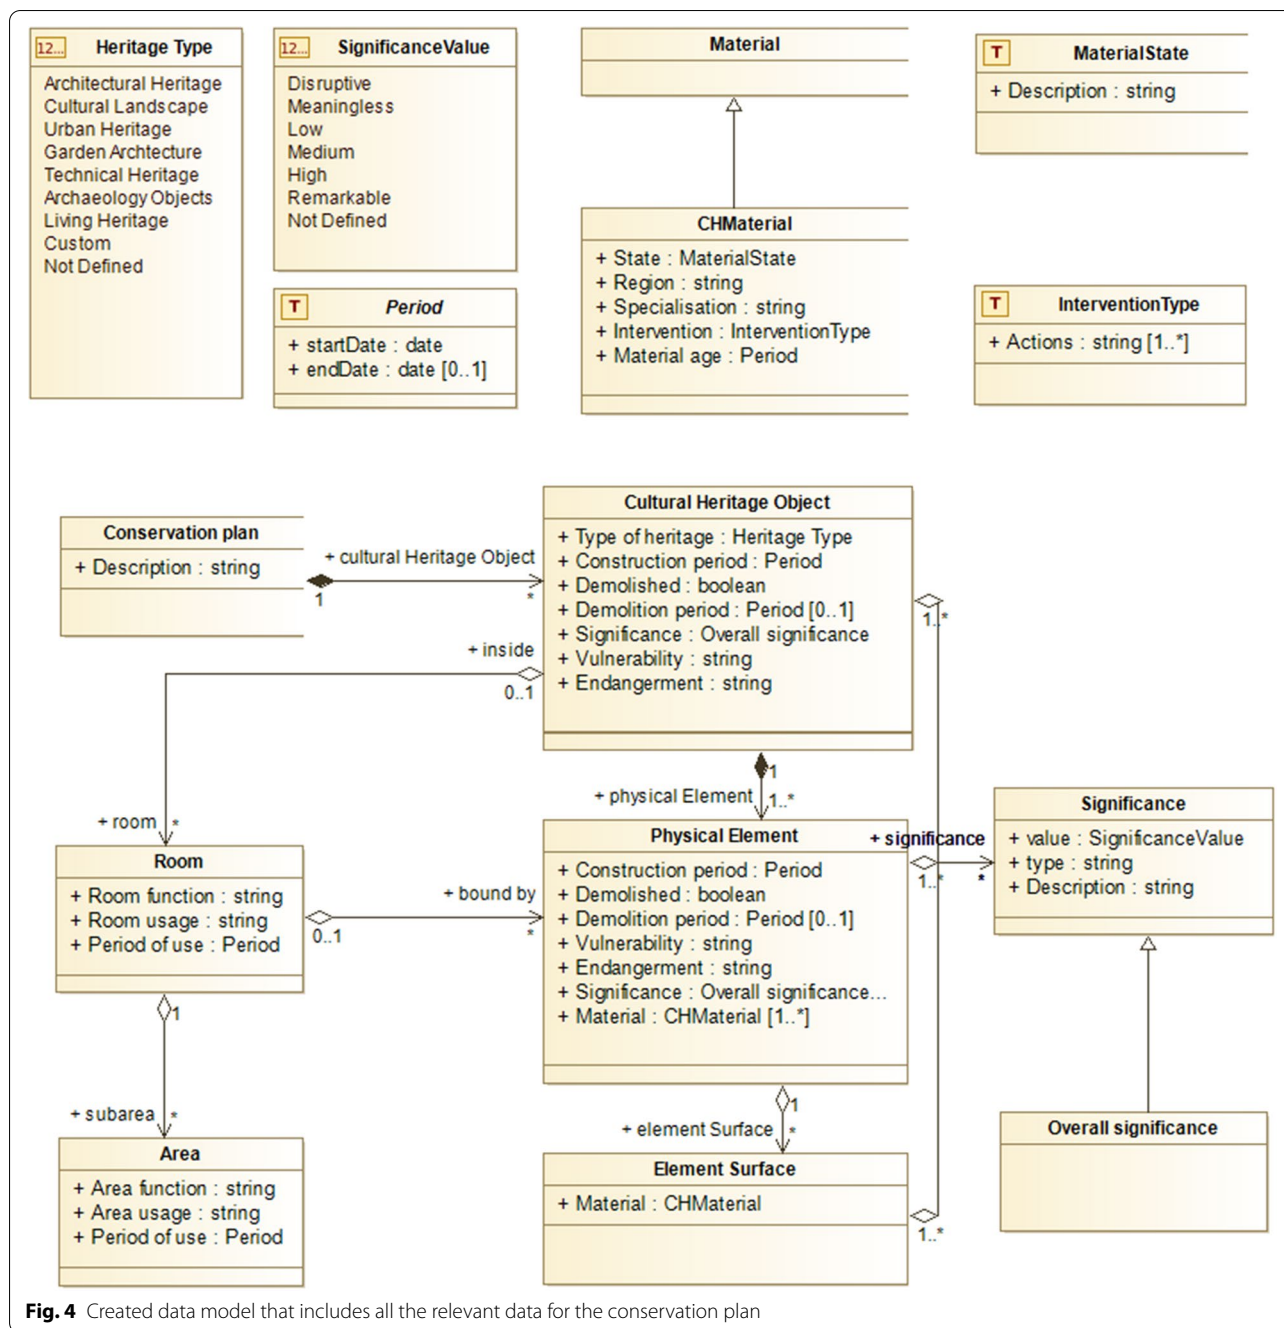 12... Heritage Type
Architectural Heritage
Cultural Landscape
Urban Heritage
Garden Archtecture
Technical Heritage
Archaeology Objects
Living Heritage
Custom
Not Defined
12... SignificanceValue
Disruptive
Meaningless
Low
Medium
High
Remarkable
Not Defined
T Period
+ startDate : date
+ endDate : date [0..1]
Material
CHMaterial
+ State : MaterialState
+ Region : string
+ Specialisation : string
+ Intervention : InterventionType
+ Material age : Period
T MaterialState
+ Description : string
T InterventionType
+ Actions : string [1..*]
Conservation plan
+ Description : string
+ cultural Heritage Object
1
*
Cultural Heritage Object
+ Type of heritage : Heritage Type
+ Construction period : Period
+ Demolished : boolean
+ Demolition period : Period [0..1]
+ Significance : Overall significance
+ Vulnerability : string
+ Endangerment : string
1..*
+ inside
0..1
1
+ physical Element
1..*
+ room
*
Room
+ Room function : string
+ Room usage : string
+ Period of use : Period
+ bound by
0..1
*
Physical Element
+ Construction period : Period
+ Demolished : boolean
+ Demolition period : Period [0..1]
+ Vulnerability : string
+ Endangerment : string
+ Significance : Overall significance...
+ Material : CHMaterial [1..*]
+ significance
1..*
*
Significance
+ value : SignificanceValue
+ type : string
+ Description : string
1
+ subarea
*
Area
+ Area function : string
+ Area usage : string
+ Period of use : Period
1
+ element Surface
*
Element Surface
+ Material : CHMaterial
1..*
Overall significance
Fig. 4 Created data model that includes all the relevant data for the conservation plan